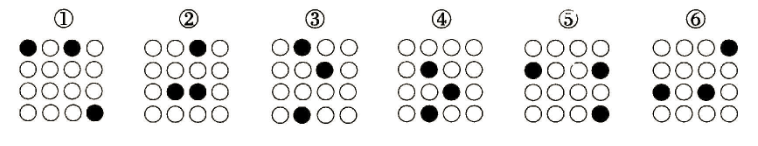 ① ② ③ ④ ⑤ ⑥